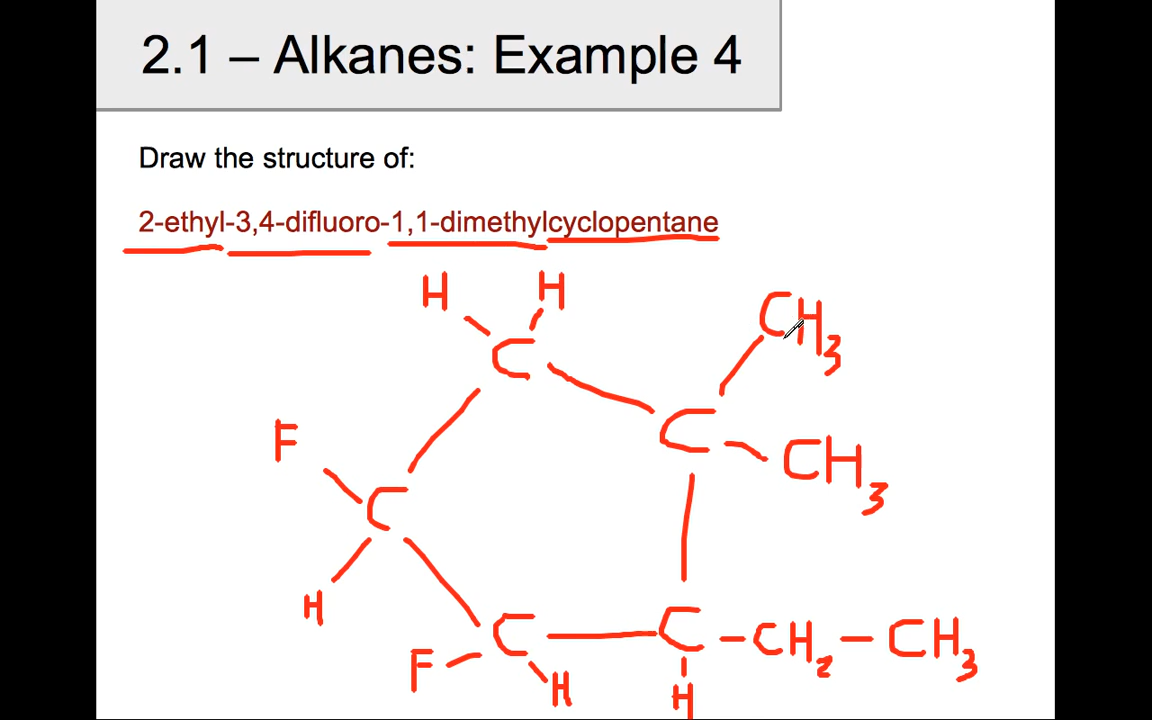 2.1 – Alkanes: Example 4
Draw the structure of:
2-ethyl-3,4-difluoro-1,1-dimethylcyclopentane
H H
CH3
C
F
C
CH3
C
H
C C CH2 CH3
F H H